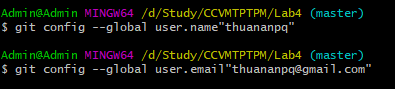 Admin@Admin MINGW64 /d/Study/CCVMTPTPM/Lab4 (master)
$ git config --global user.name"thuananpq"
Admin@Admin MINGW64 /d/Study/CCVMTPTPM/Lab4 (master)
$ git config --global user.email"thuananpq@gmail.com"